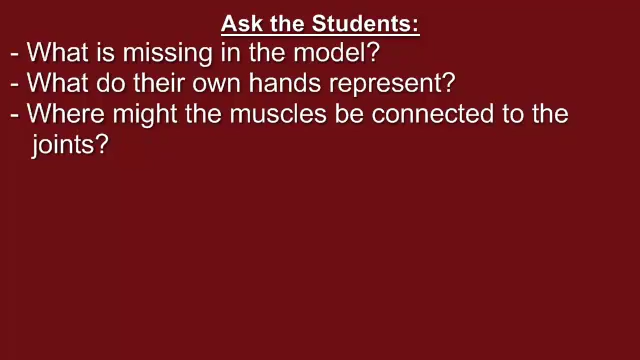 Ask the Students:
- What is missing in the model?
- What do their own hands represent?
- Where might the muscles be connected to the
joints?